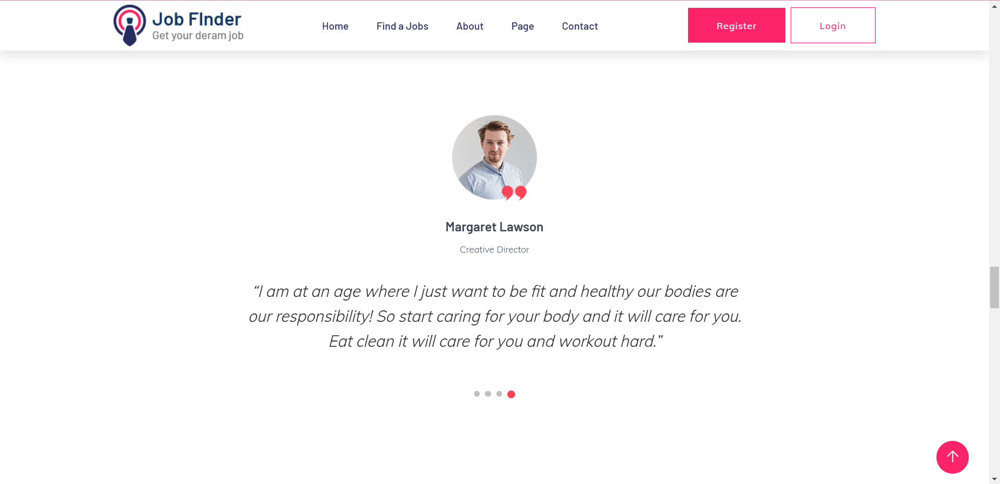 Job FInder
Get your deram job
Home
Find a Jobs
About
Page
Contact
Register
Login
Margaret Lawson
Creative Director
“I am at an age where I just want to be fit and healthy our bodies are
our responsibility! So start caring for your body and it will care for you.
Eat clean it will care for you and workout hard.”